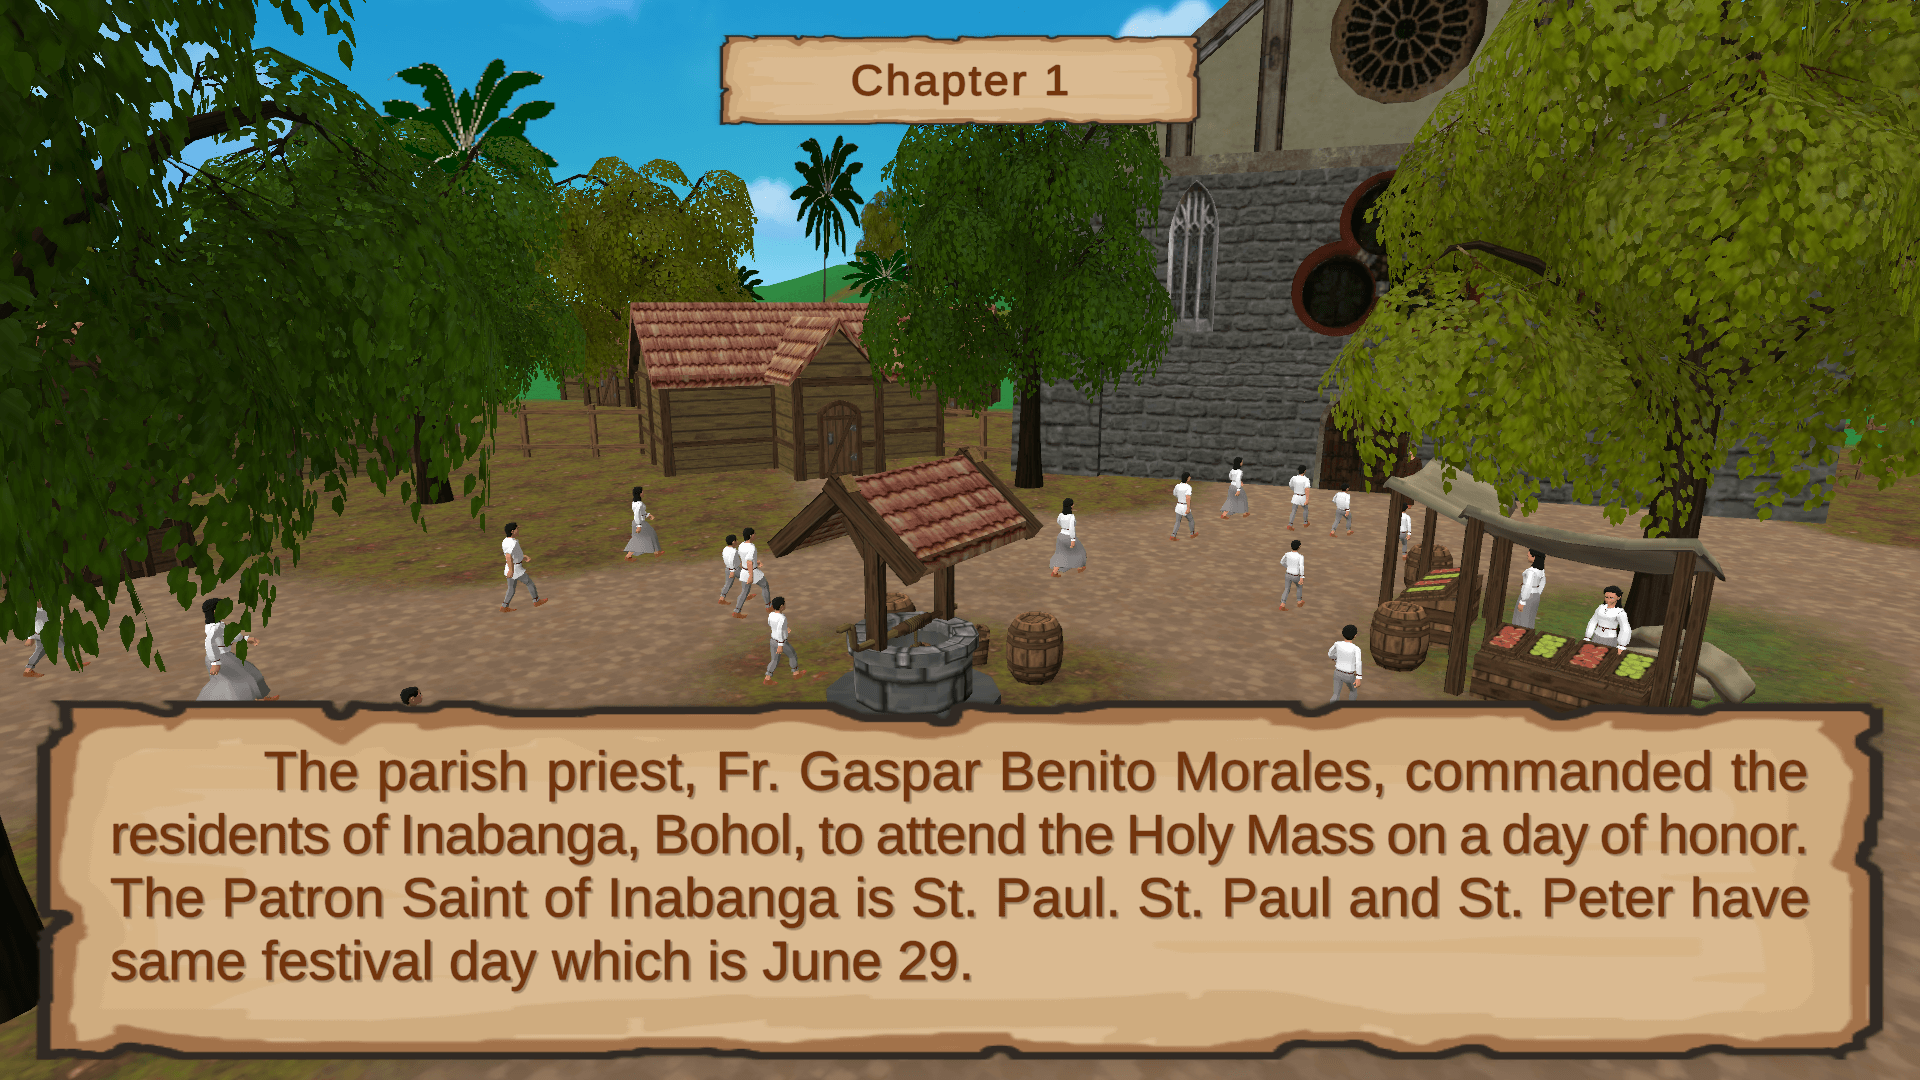 Chapter 1
The parish priest, Fr. Gaspar Benito Morales, commanded the
residents of Inabanga, Bohol, to attend the Holy Mass on a day of honor.
The Patron Saint of Inabanga is St. Paul. St. Paul and St. Peter have
same festival day which is June 29.